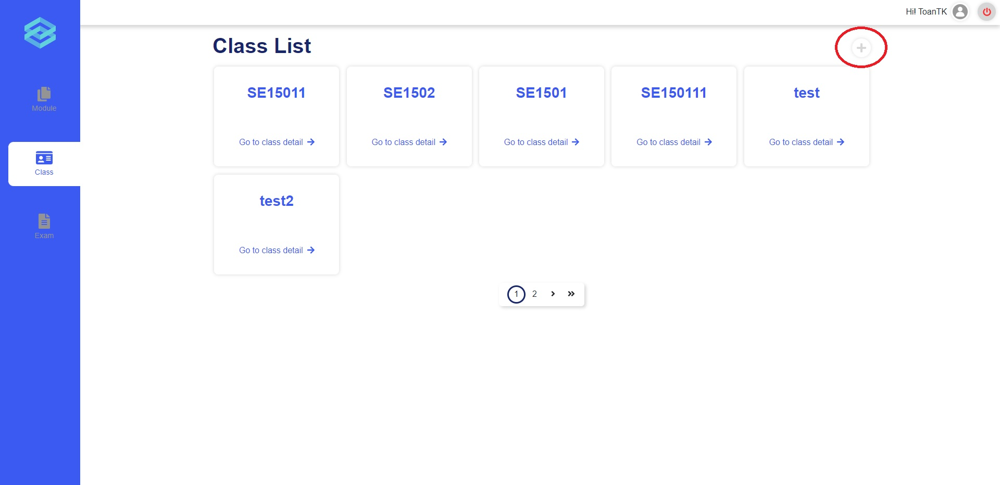 Hi! ToanTK
Class List
Module
Class
Exam
SE15011
Go to class detail
SE1502
Go to class detail
SE1501
Go to class detail
SE150111
Go to class detail
test
Go to class detail
test2
Go to class detail
1 2 › »